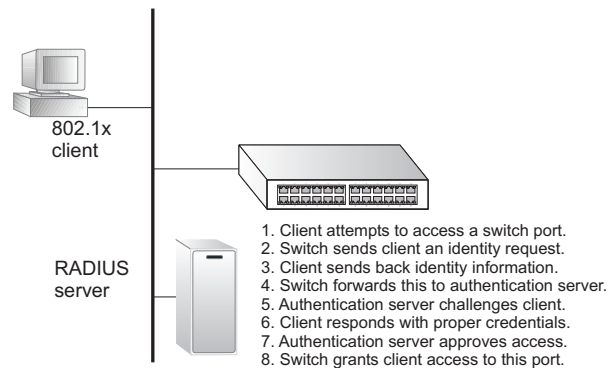 802.1x
client
RADIUS
server
1. Client attempts to access a switch port.
2. Switch sends client an identity request.
3. Client sends back identity information.
4. Switch forwards this to authentication server.
5. Authentication server challenges client.
6. Client responds with proper credentials.
7. Authentication server approves access.
8. Switch grants client access to this port.